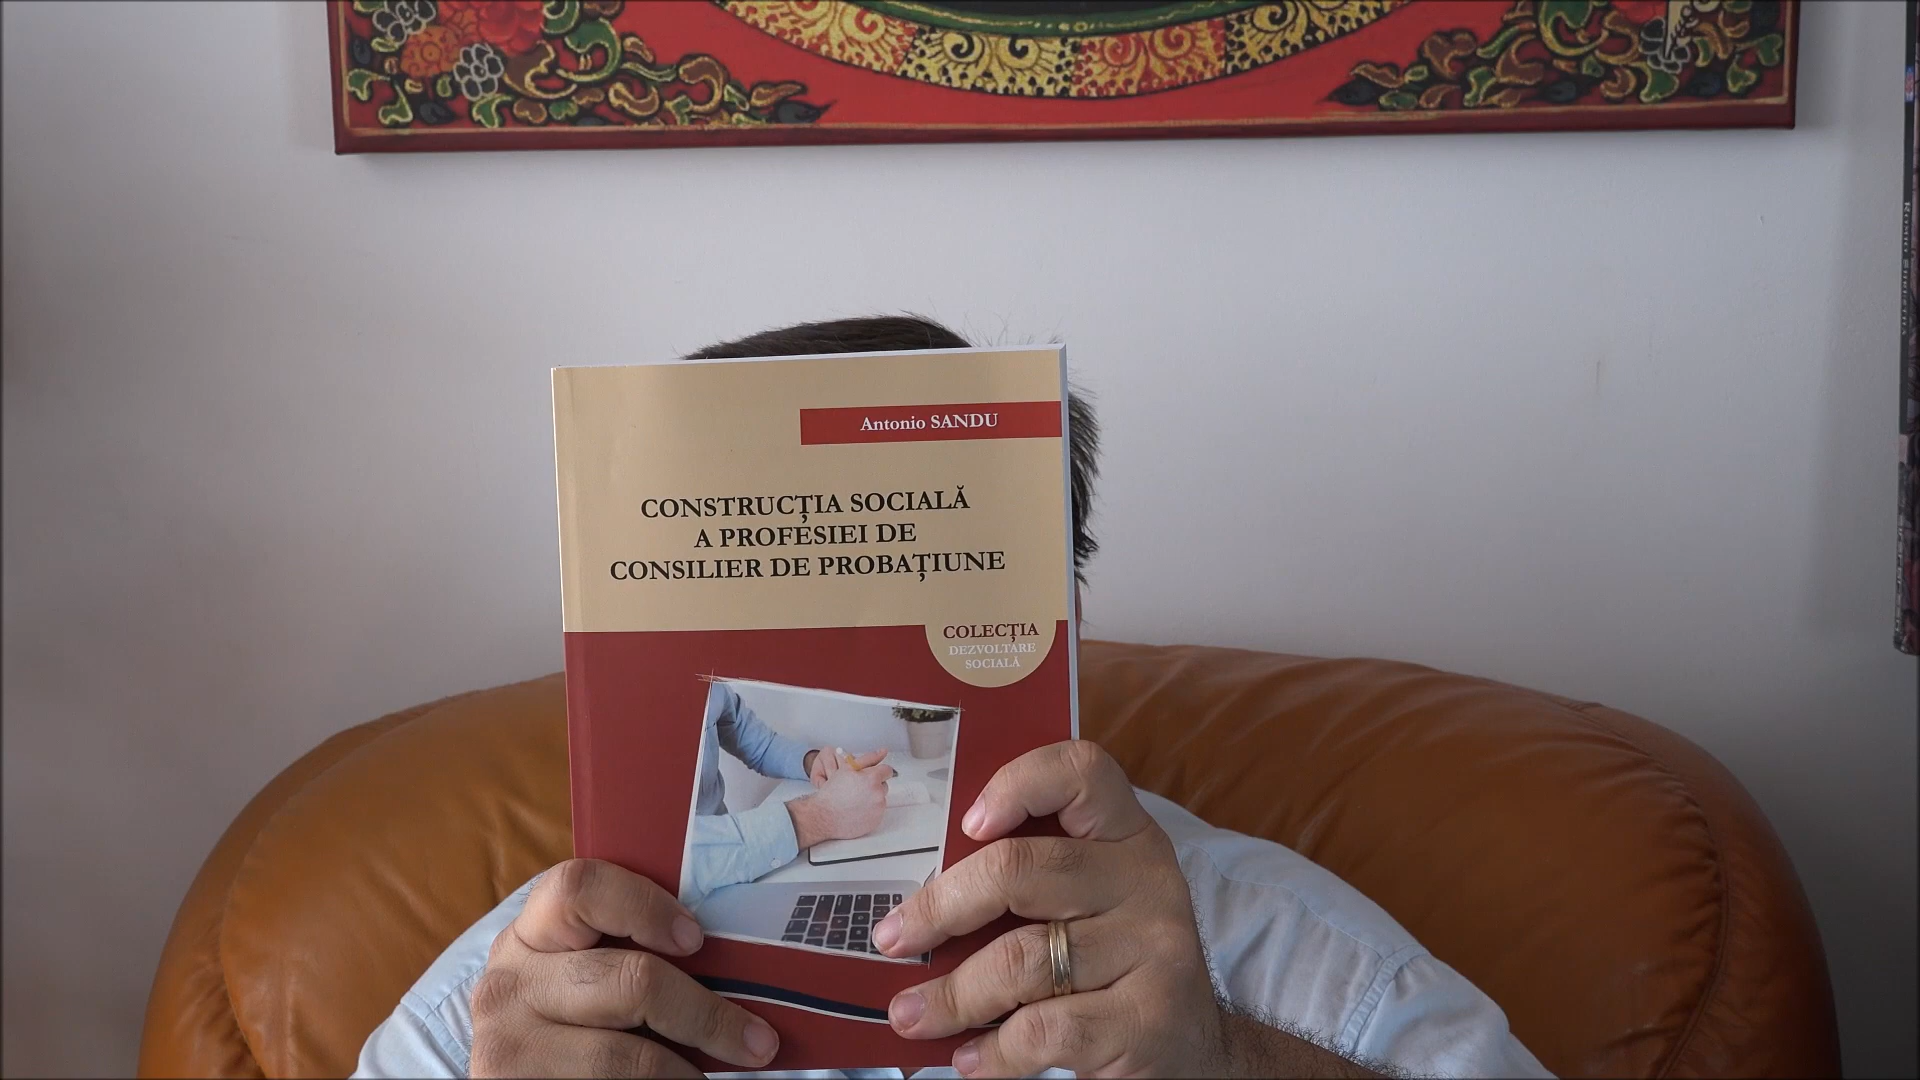 Antonio SANDU
CONSTRUCȚIA SOCIALĂ
A PROFESIEI DE
CONSILIER DE PROBAȚIUNE
COLECȚIA
DEZVOLTARE
SOCIALĂ